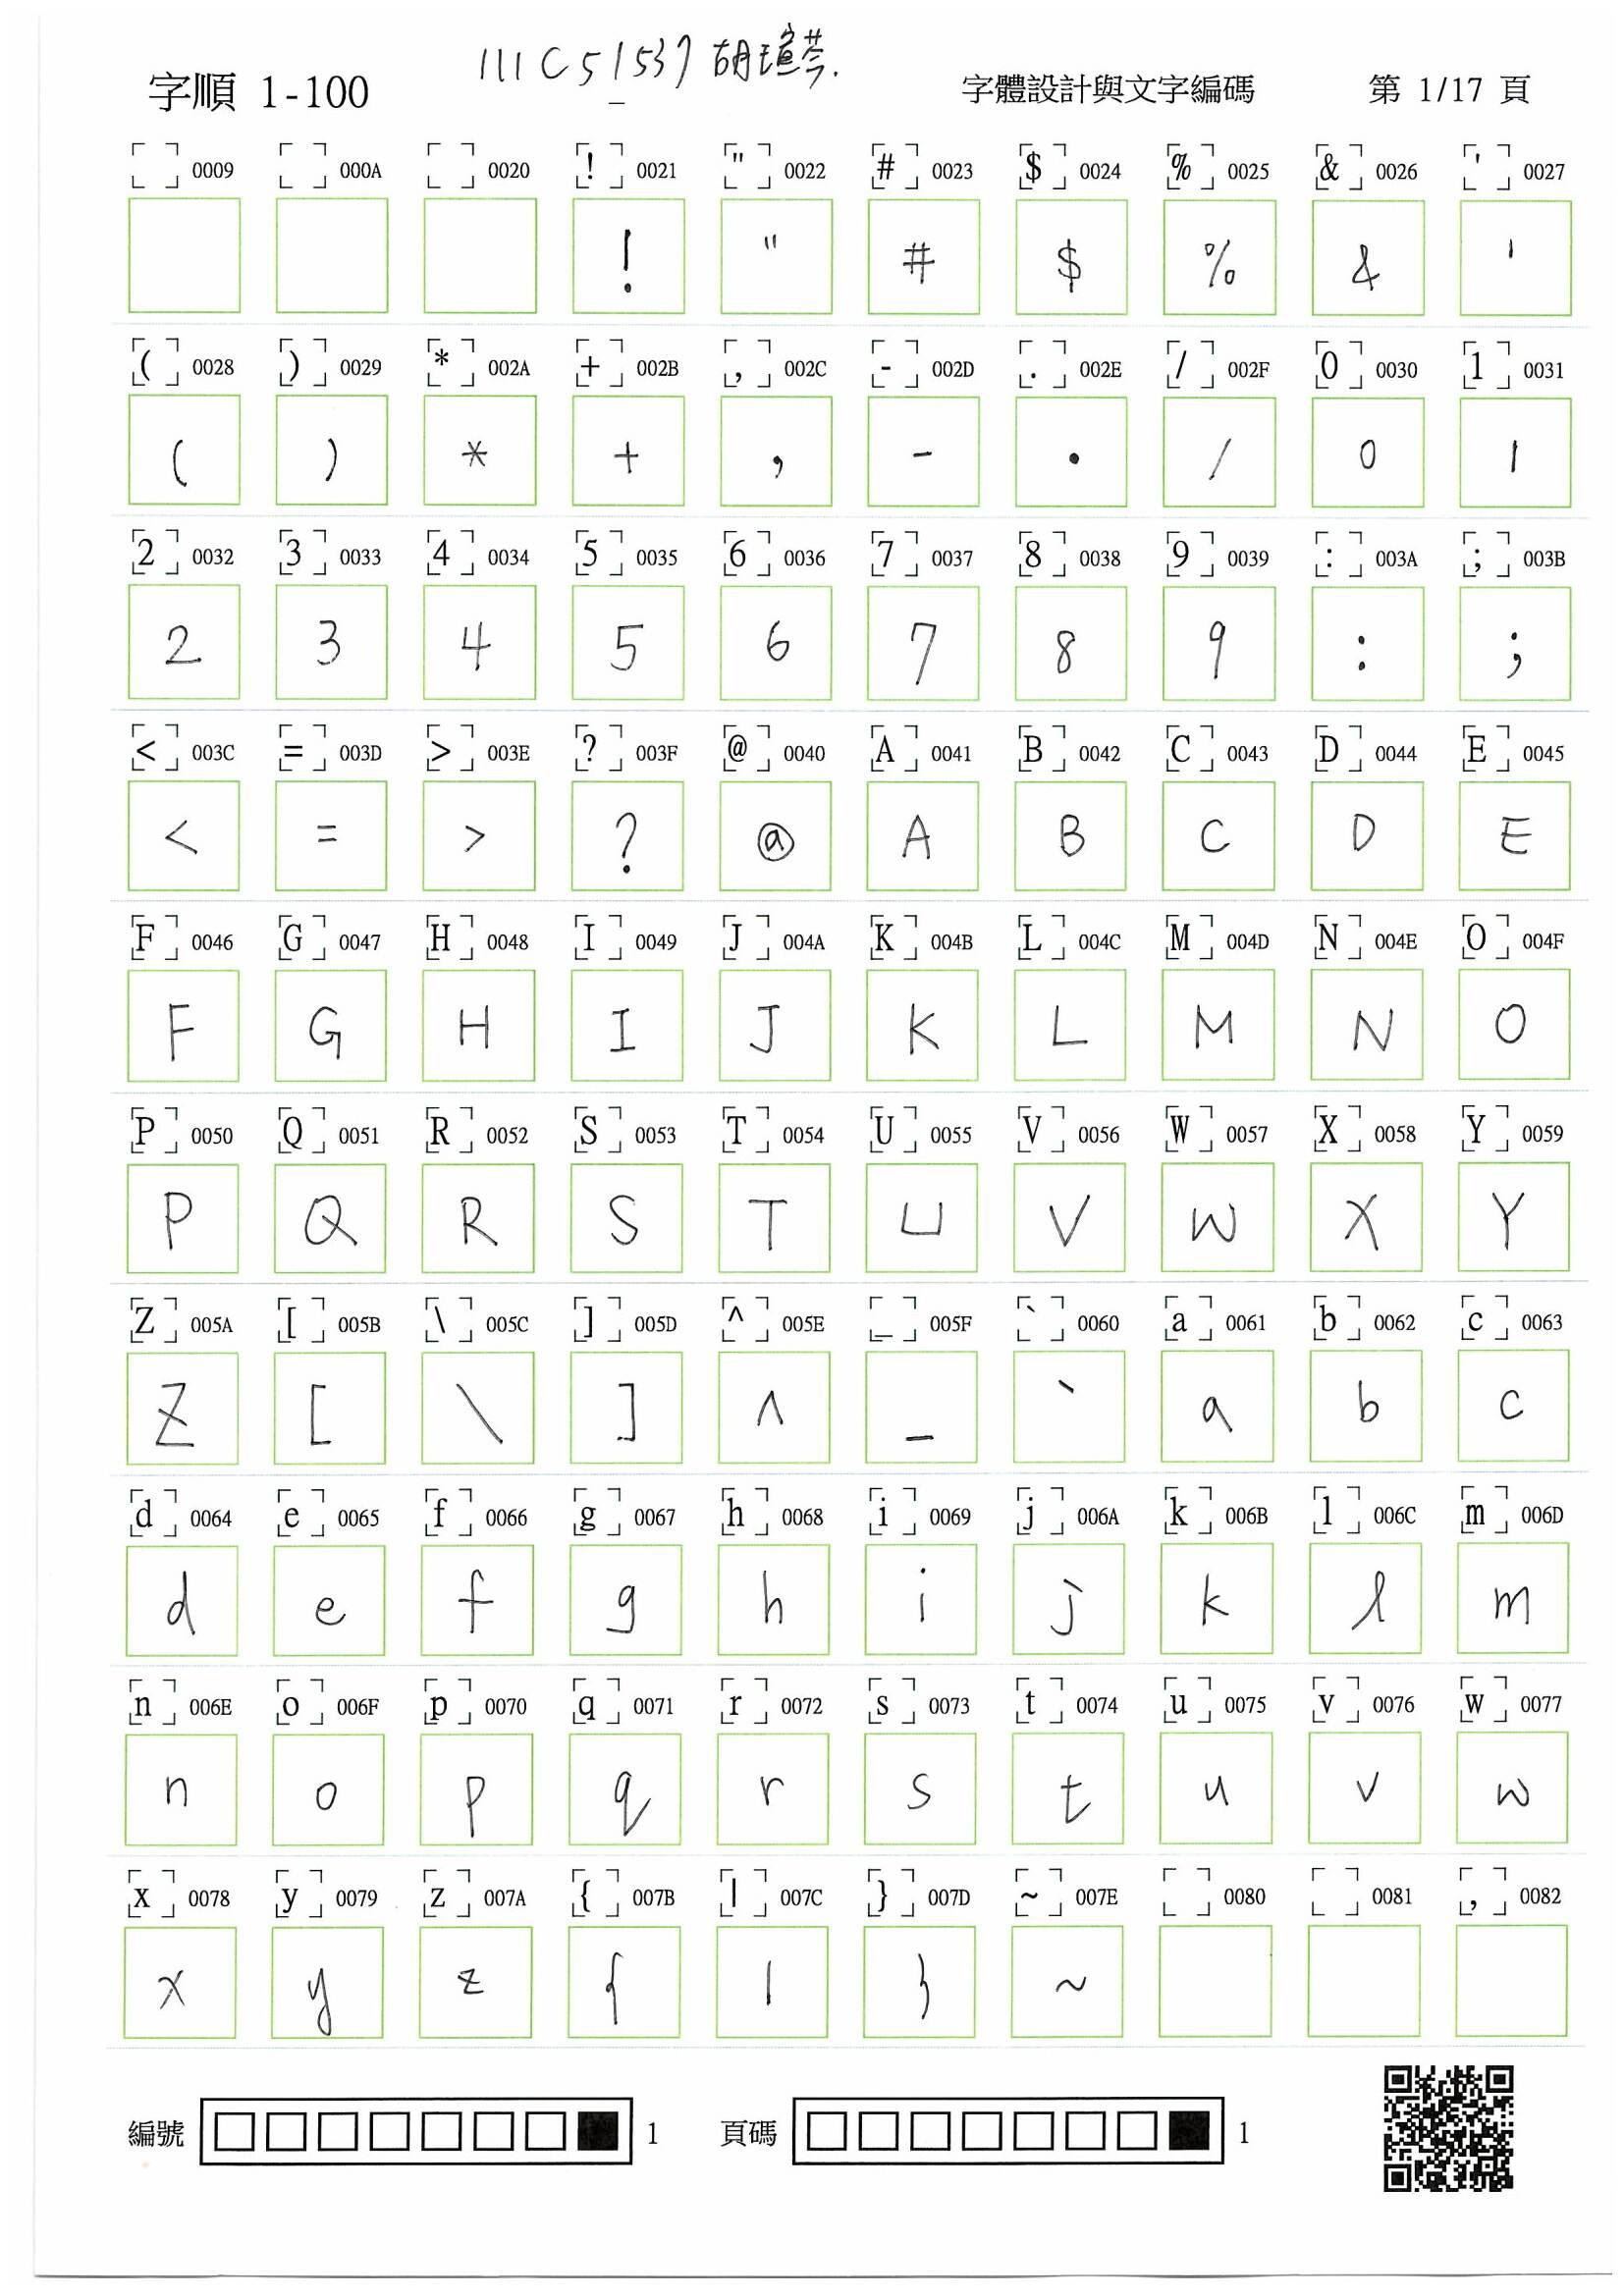 111C51537 胡瑄芩.
字順 1-100 字體設計與文字編碼 第 1/17 頁
0009 000A 0020 ! 0021 " 0022 # 0023 $ 0024 % 0025 & 0026 ' 0027
! " # $ % & '
( 0028 ) 0029 * 002A + 002B , 002C - 002D . 002E / 002F 0 0030 1 0031
( ) * + , - . / 0 1
2 0032 3 0033 4 0034 5 0035 6 0036 7 0037 8 0038 9 0039 : 003A ; 003B
2 3 4 5 6 7 8 9 : ;
< 003C = 003D > 003E ? 003F @ 0040 A 0041 B 0042 C 0043 D 0044 E 0045
< = > ? @ A B C D E
F 0046 G 0047 H 0048 I 0049 J 004A K 004B L 004C M 004D N 004E O 004F
F G H I J K L M N O
P 0050 Q 0051 R 0052 S 0053 T 0054 U 0055 V 0056 W 0057 X 0058 Y 0059
P Q R S T U V W X Y
Z 005A [ 005B \ 005C ] 005D ^ 005E _ 005F ` 0060 a 0061 b 0062 c 0063
Z [ \ ] ^ _ ` a b c
d 0064 e 0065 f 0066 g 0067 h 0068 i 0069 j 006A k 006B l 006C m 006D
d e f g h i j k l m
n 006E o 006F p 0070 q 0071 r 0072 s 0073 t 0074 u 0075 v 0076 w 0077
n o p q r s t u v w
x 0078 y 0079 z 007A { 007B | 007C } 007D ~ 007E 0080 0081 , 0082
x y z { | } ~
編號 1 頁碼 1